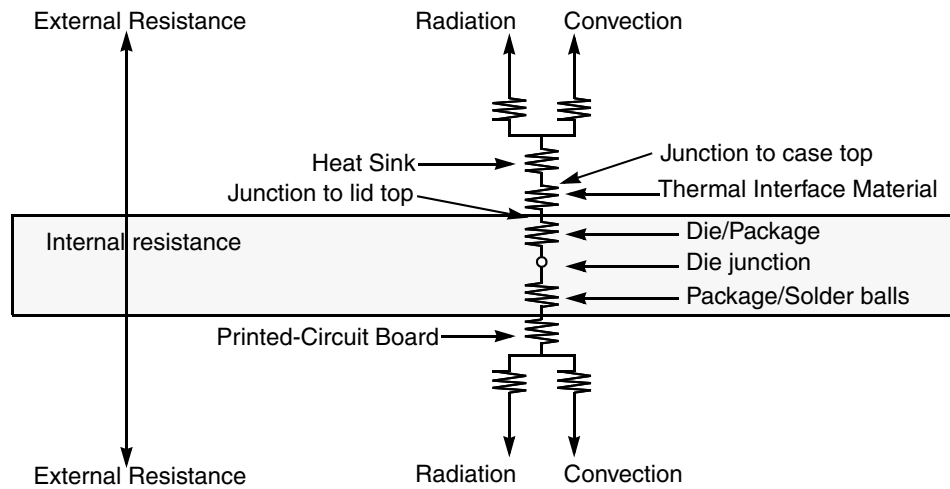 External Resistance
Radiation
Convection
Heat Sink
Junction to case top
Junction to lid top
Thermal Interface Material
Internal resistance
Die/Package
Die junction
Package/Solder balls
Printed-Circuit Board
External Resistance
Radiation
Convection